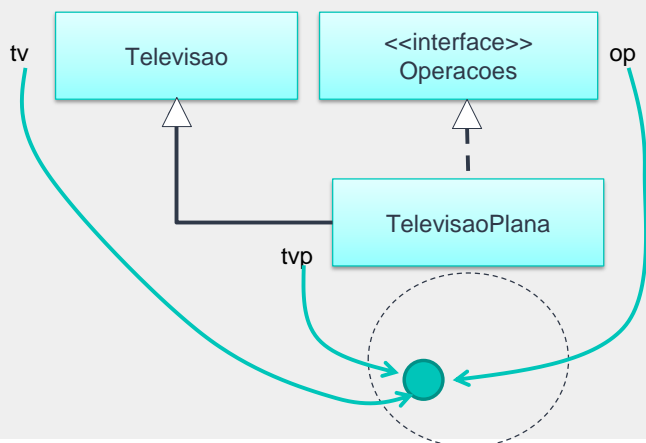 tv
Televisao
<<interface>>
Operacoes
op
TelevisaoPlana
tvp